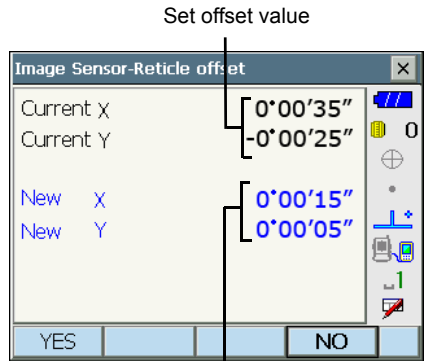 Set offset value
Image Sensor-Reticle offset
Current X 0°00'35"
Current Y -0°00'25"
0
New X 0°00'15"
New Y 0°00'05"
1
YES NO